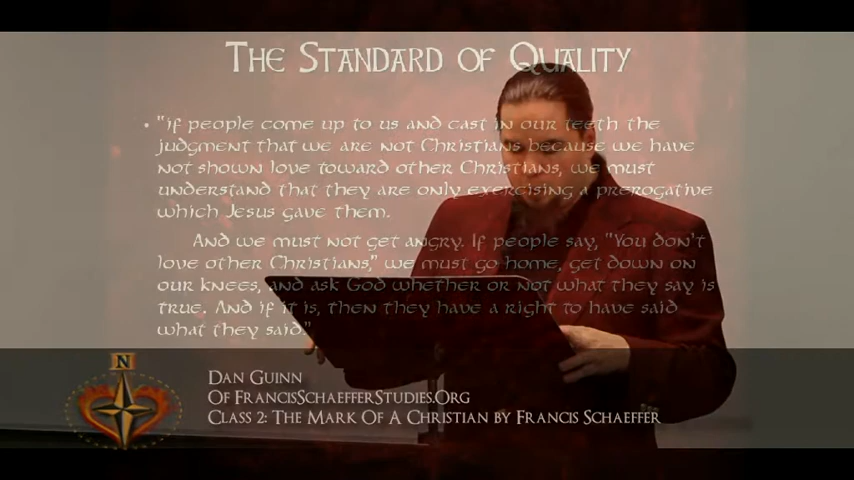 The Standard of Quality
• "If people come up to us and cast in our teeth the
judgment that we are not Christians because we have
not shown love toward other Christians, we must
understand that they are only exercising a prerogative
which Jesus gave them.
And we must not get angry. If people say, "You don't
love other Christians," we must go home, get down on
our knees, and ask God whether or not what they say is
true. And if it is, then they have a right to have said
what they said."
N
Dan Guinn
Of FrancisSchaefferStudies.Org
Class 2: The Mark Of A Christian by Francis Schaeffer